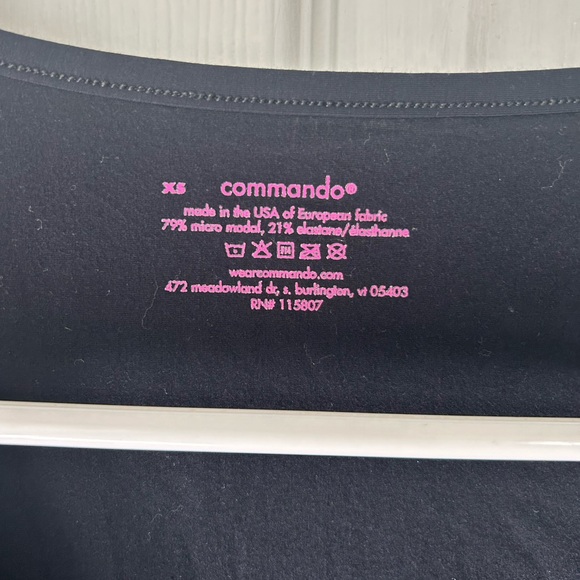 xs commando®
made in the USA of European fabric
79% micro modal, 21% elastane/élasthanne
wearcommando.com
472 meadowland dr, s. burlington, vt 05403
RN# 115807